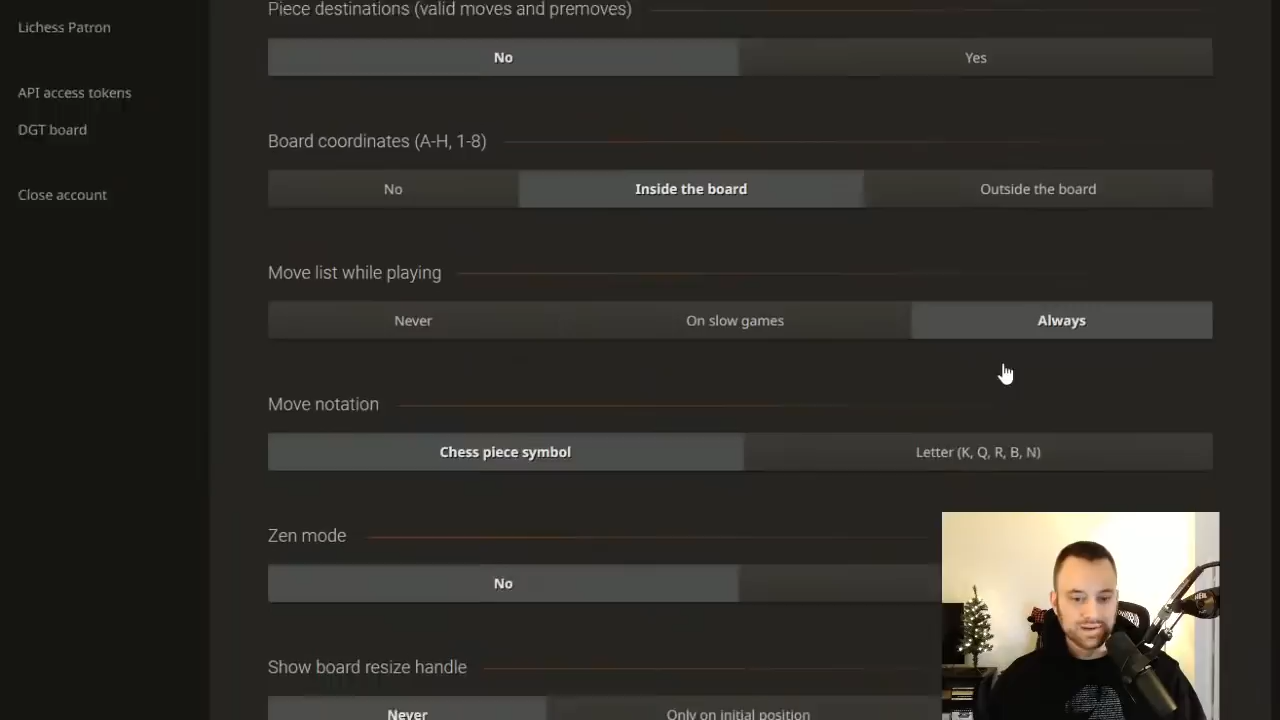 Lichess Patron
API access tokens
DGT board
Close account
Piece destinations (valid moves and premoves)
No Yes
Board coordinates (A-H, 1-8)
No Inside the board Outside the board
Move list while playing
Never On slow games Always
Move notation
Chess piece symbol Letter (K, Q, R, B, N)
Zen mode
No
Show board resize handle
Never Only on initial position